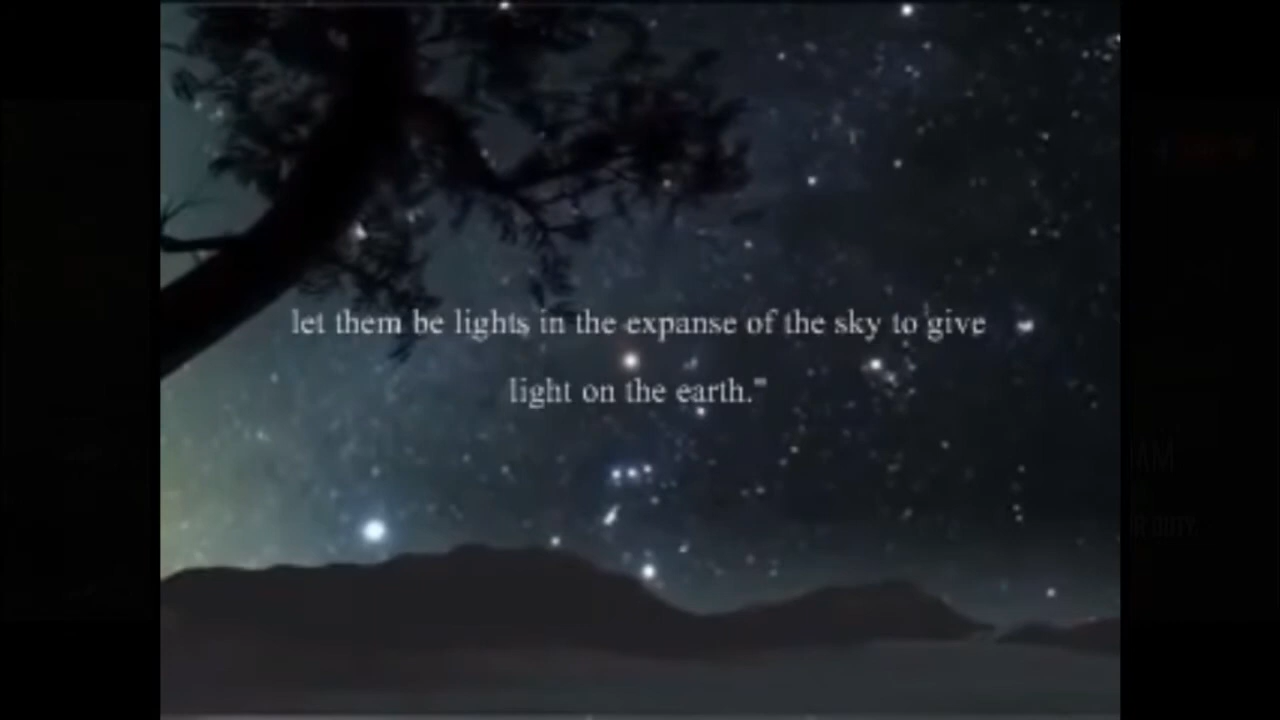 let them be lights in the expanse of the sky to give
light on the earth."